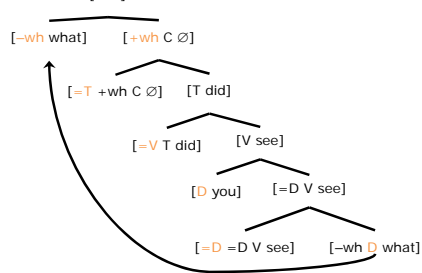 [–wh what] [+wh C ∅]
[=T +wh C ∅] [T did]
[=V T did] [V see]
[D you] [=D V see]
[=D =D V see] [–wh D what]